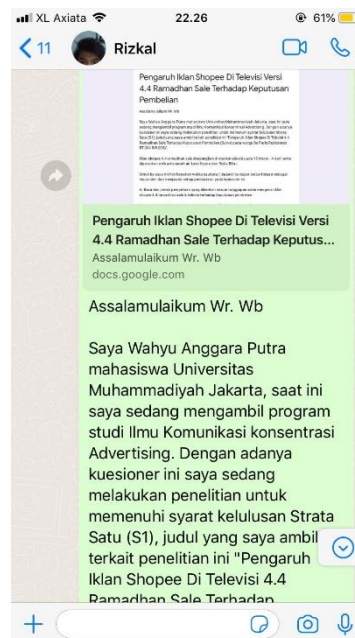 XL Axiata
22.26
61%
11
Rizkal
Pengaruh Iklan Shopee Di Televisi Versi
4.4 Ramadhan Sale Terhadap Keputusan
Pembelian
Pengaruh Iklan Shopee Di Televisi Versi
4.4 Ramadhan Sale Terhadap Keputus...
Assalamulaikum Wr. Wb
docs.google.com
Assalamulaikum Wr. Wb
Saya Wahyu Anggara Putra
mahasiswa Universitas
Muhammadiyah Jakarta, saat ini
saya sedang mengambil program
studi Ilmu Komunikasi konsentrasi
Advertising. Dengan adanya
kuesioner ini saya sedang
melakukan penelitian untuk
memenuhi syarat kelulusan Strata
Satu (S1), judul yang saya ambil
terkait penelitian ini "Pengaruh
Iklan Shopee Di Televisi 4.4
Ramadhan Sale Terhadap